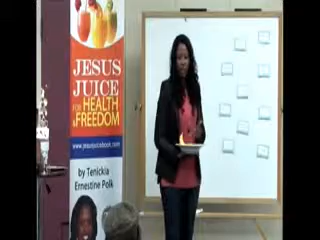 JESUS
JUICE
FOR HEALTH
& FREEDOM
www.jesusjuicebook.com
by Tenickia
Ernestine Polk